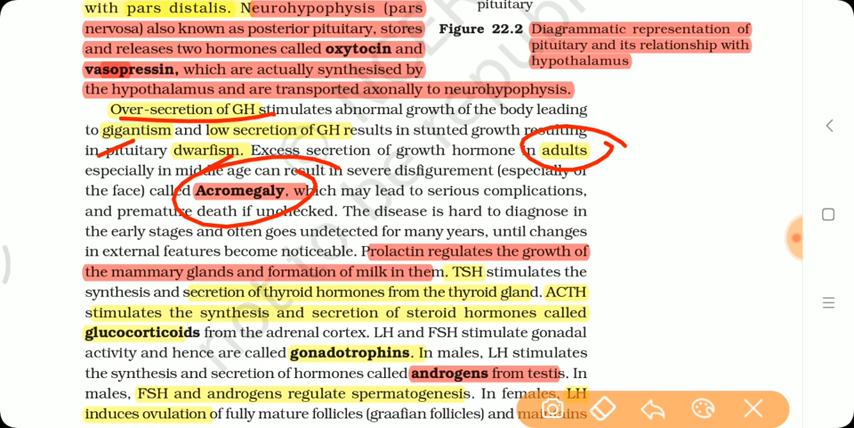 with pars distalis. Neurohypophysis (pars
nervosa) also known as posterior pituitary, stores
and releases two hormones called oxytocin and
vasopressin, which are actually synthesised by
the hypothalamus and are transported axonally to neurohypophysis.
pituitary
Figure 22.2 Diagrammatic representation of
pituitary and its relationship with
hypothalamus
Over-secretion of GH stimulates abnormal growth of the body leading
to gigantism and low secretion of GH results in stunted growth resulting
in pituitary dwarfism. Excess secretion of growth hormone in adults
especially in middle age can result in severe disfigurement (especially of
the face) called Acromegaly, which may lead to serious complications,
and premature death if unchecked. The disease is hard to diagnose in
the early stages and often goes undetected for many years, until changes
in external features become noticeable. Prolactin regulates the growth of
the mammary glands and formation of milk in them. TSH stimulates the
synthesis and secretion of thyroid hormones from the thyroid gland. ACTH
stimulates the synthesis and secretion of steroid hormones called
glucocorticoids from the adrenal cortex. LH and FSH stimulate gonadal
activity and hence are called gonadotrophins. In males, LH stimulates
the synthesis and secretion of hormones called androgens from testis. In
males, FSH and androgens regulate spermatogenesis. In females, LH
induces ovulation of fully mature follicles (graafian follicles) and maintains